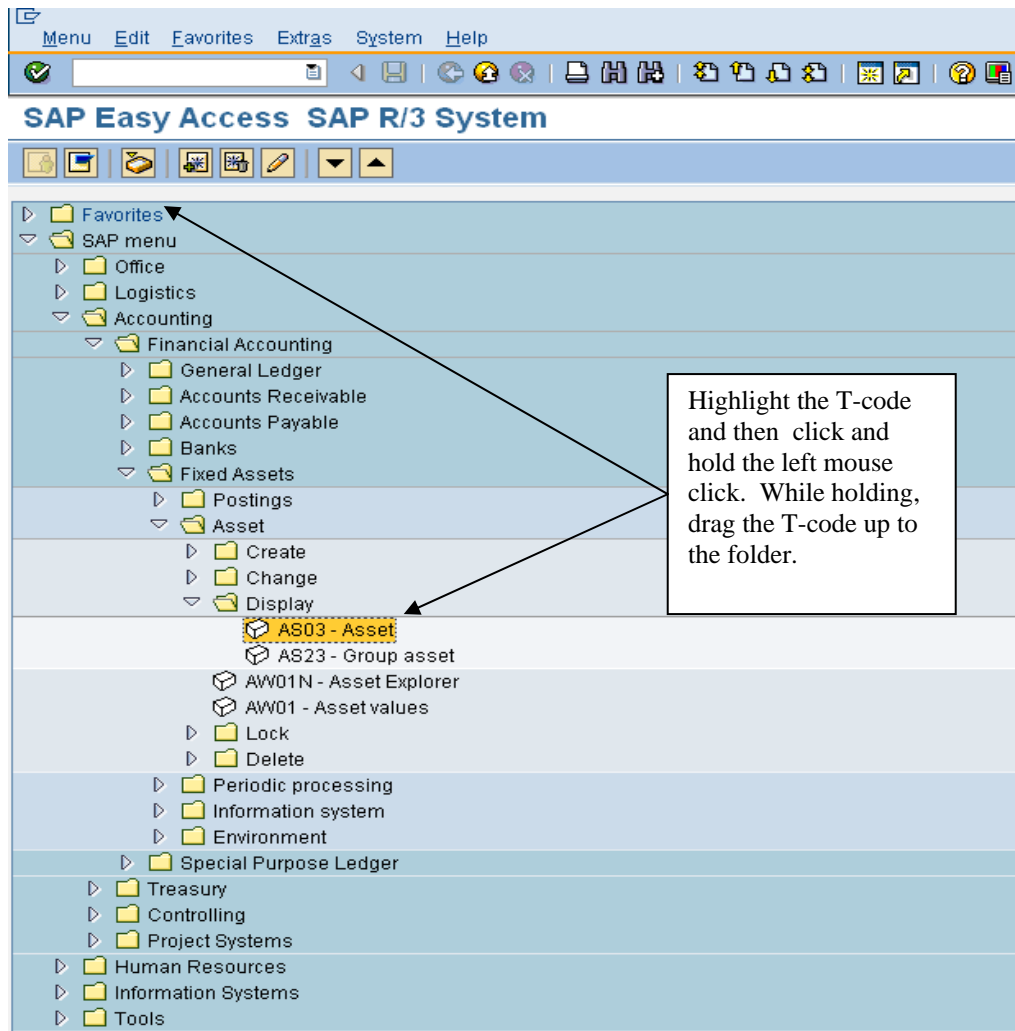 Menu Edit Favorites Extras System Help
SAP Easy Access SAP R/3 System
Favorites
SAP menu
Office
Logistics
Accounting
Financial Accounting
General Ledger
Accounts Receivable
Accounts Payable
Banks
Fixed Assets
Postings
Asset
Create
Change
Display
AS03 - Asset
AS23 - Group asset
AW01N - Asset Explorer
AW01 - Asset values
Lock
Delete
Periodic processing
Information system
Environment
Special Purpose Ledger
Treasury
Controlling
Project Systems
Human Resources
Information Systems
Tools
Highlight the T-code
and then click and
hold the left mouse
click. While holding,
drag the T-code up to
the folder.